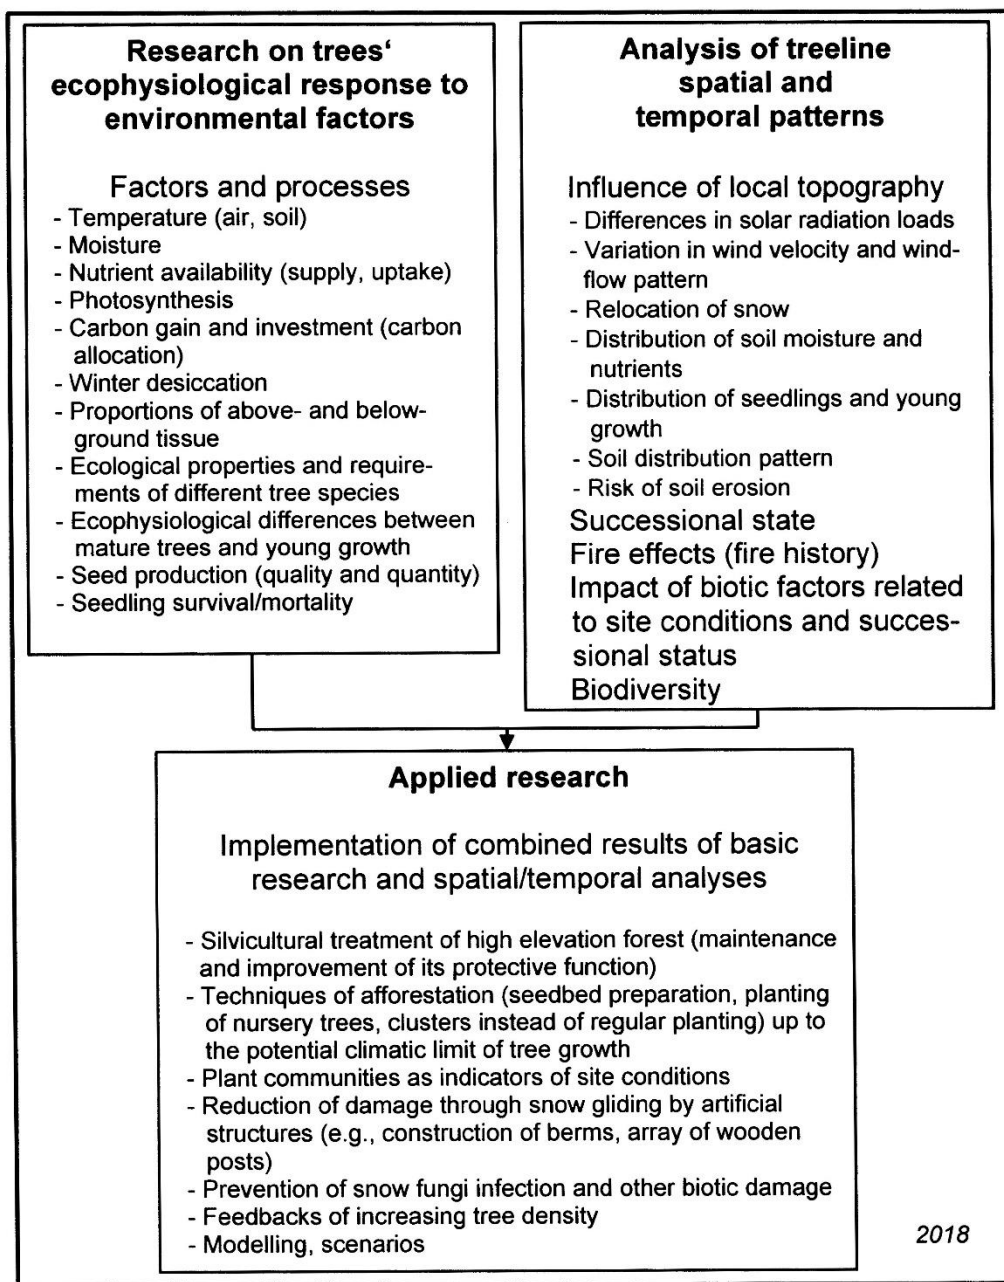 Research on trees‘
ecophysiological response to
environmental factors
Factors and processes
- Temperature (air, soil)
- Moisture
- Nutrient availability (supply, uptake)
- Photosynthesis
- Carbon gain and investment (carbon
allocation)
- Winter desiccation
- Proportions of above- and below-
ground tissue
- Ecological properties and require-
ments of different tree species
- Ecophysiological differences between
mature trees and young growth
- Seed production (quality and quantity)
- Seedling survival/mortality
Analysis of treeline
spatial and
temporal patterns
Influence of local topography
- Differences in solar radiation loads
- Variation in wind velocity and wind-
flow pattern
- Relocation of snow
- Distribution of soil moisture and
nutrients
- Distribution of seedlings and young
growth
- Soil distribution pattern
- Risk of soil erosion
Successional state
Fire effects (fire history)
Impact of biotic factors related
to site conditions and succes-
sional status
Biodiversity
Applied research
Implementation of combined results of basic
research and spatial/temporal analyses
- Silvicultural treatment of high elevation forest (maintenance
and improvement of its protective function)
- Techniques of afforestation (seedbed preparation, planting
of nursery trees, clusters instead of regular planting) up to
the potential climatic limit of tree growth
- Plant communities as indicators of site conditions
- Reduction of damage through snow gliding by artificial
structures (e.g., construction of berms, array of wooden
posts)
- Prevention of snow fungi infection and other biotic damage
- Feedbacks of increasing tree density
- Modelling, scenarios
2018